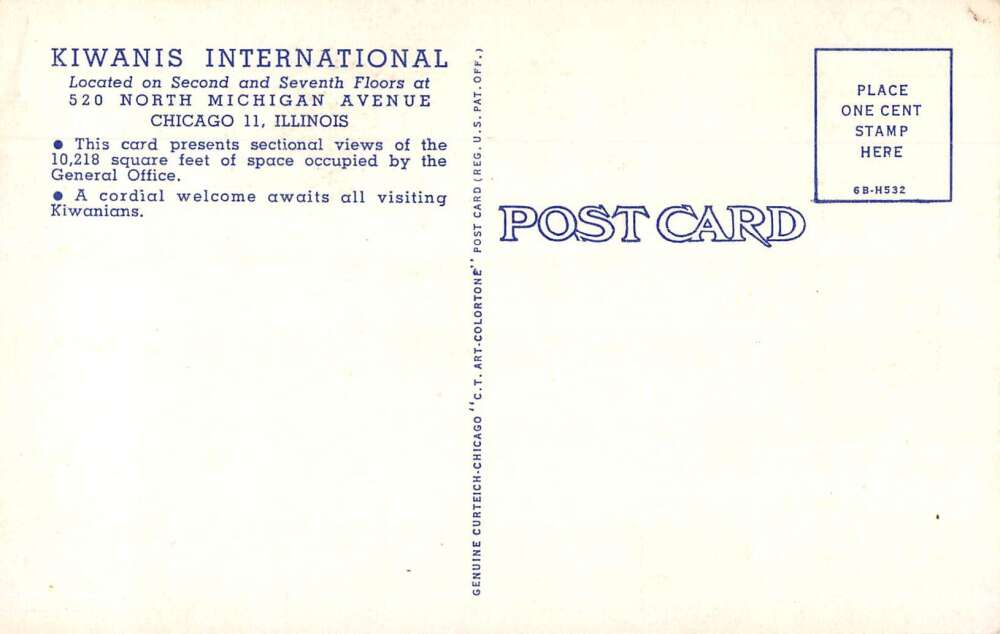 KIWANIS INTERNATIONAL
Located on Second and Seventh Floors at
520 NORTH MICHIGAN AVENUE
CHICAGO 11, ILLINOIS
● This card presents sectional views of the
10,218 square feet of space occupied by the
General Office.
● A cordial welcome awaits all visiting
Kiwanians.
GENUINE CURTEICH-CHICAGO "C.T. ART-COLORTONE" POST CARD (REG. U.S. PAT. OFF.)
POST CARD
PLACE
ONE CENT
STAMP
HERE
6B-H532